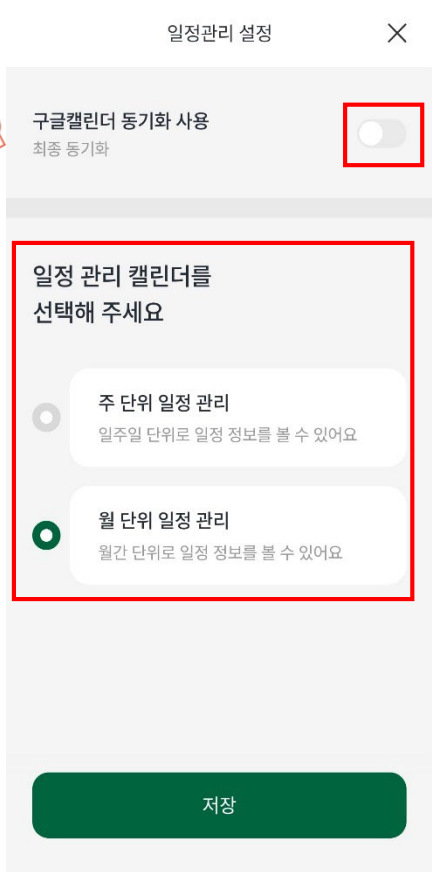 일정관리 설정
구글캘린더 동기화 사용
최종 동기화
일정 관리 캘린더를
선택해 주세요
주 단위 일정 관리
일주일 단위로 일정 정보를 볼 수 있어요
월 단위 일정 관리
월간 단위로 일정 정보를 볼 수 있어요
저장